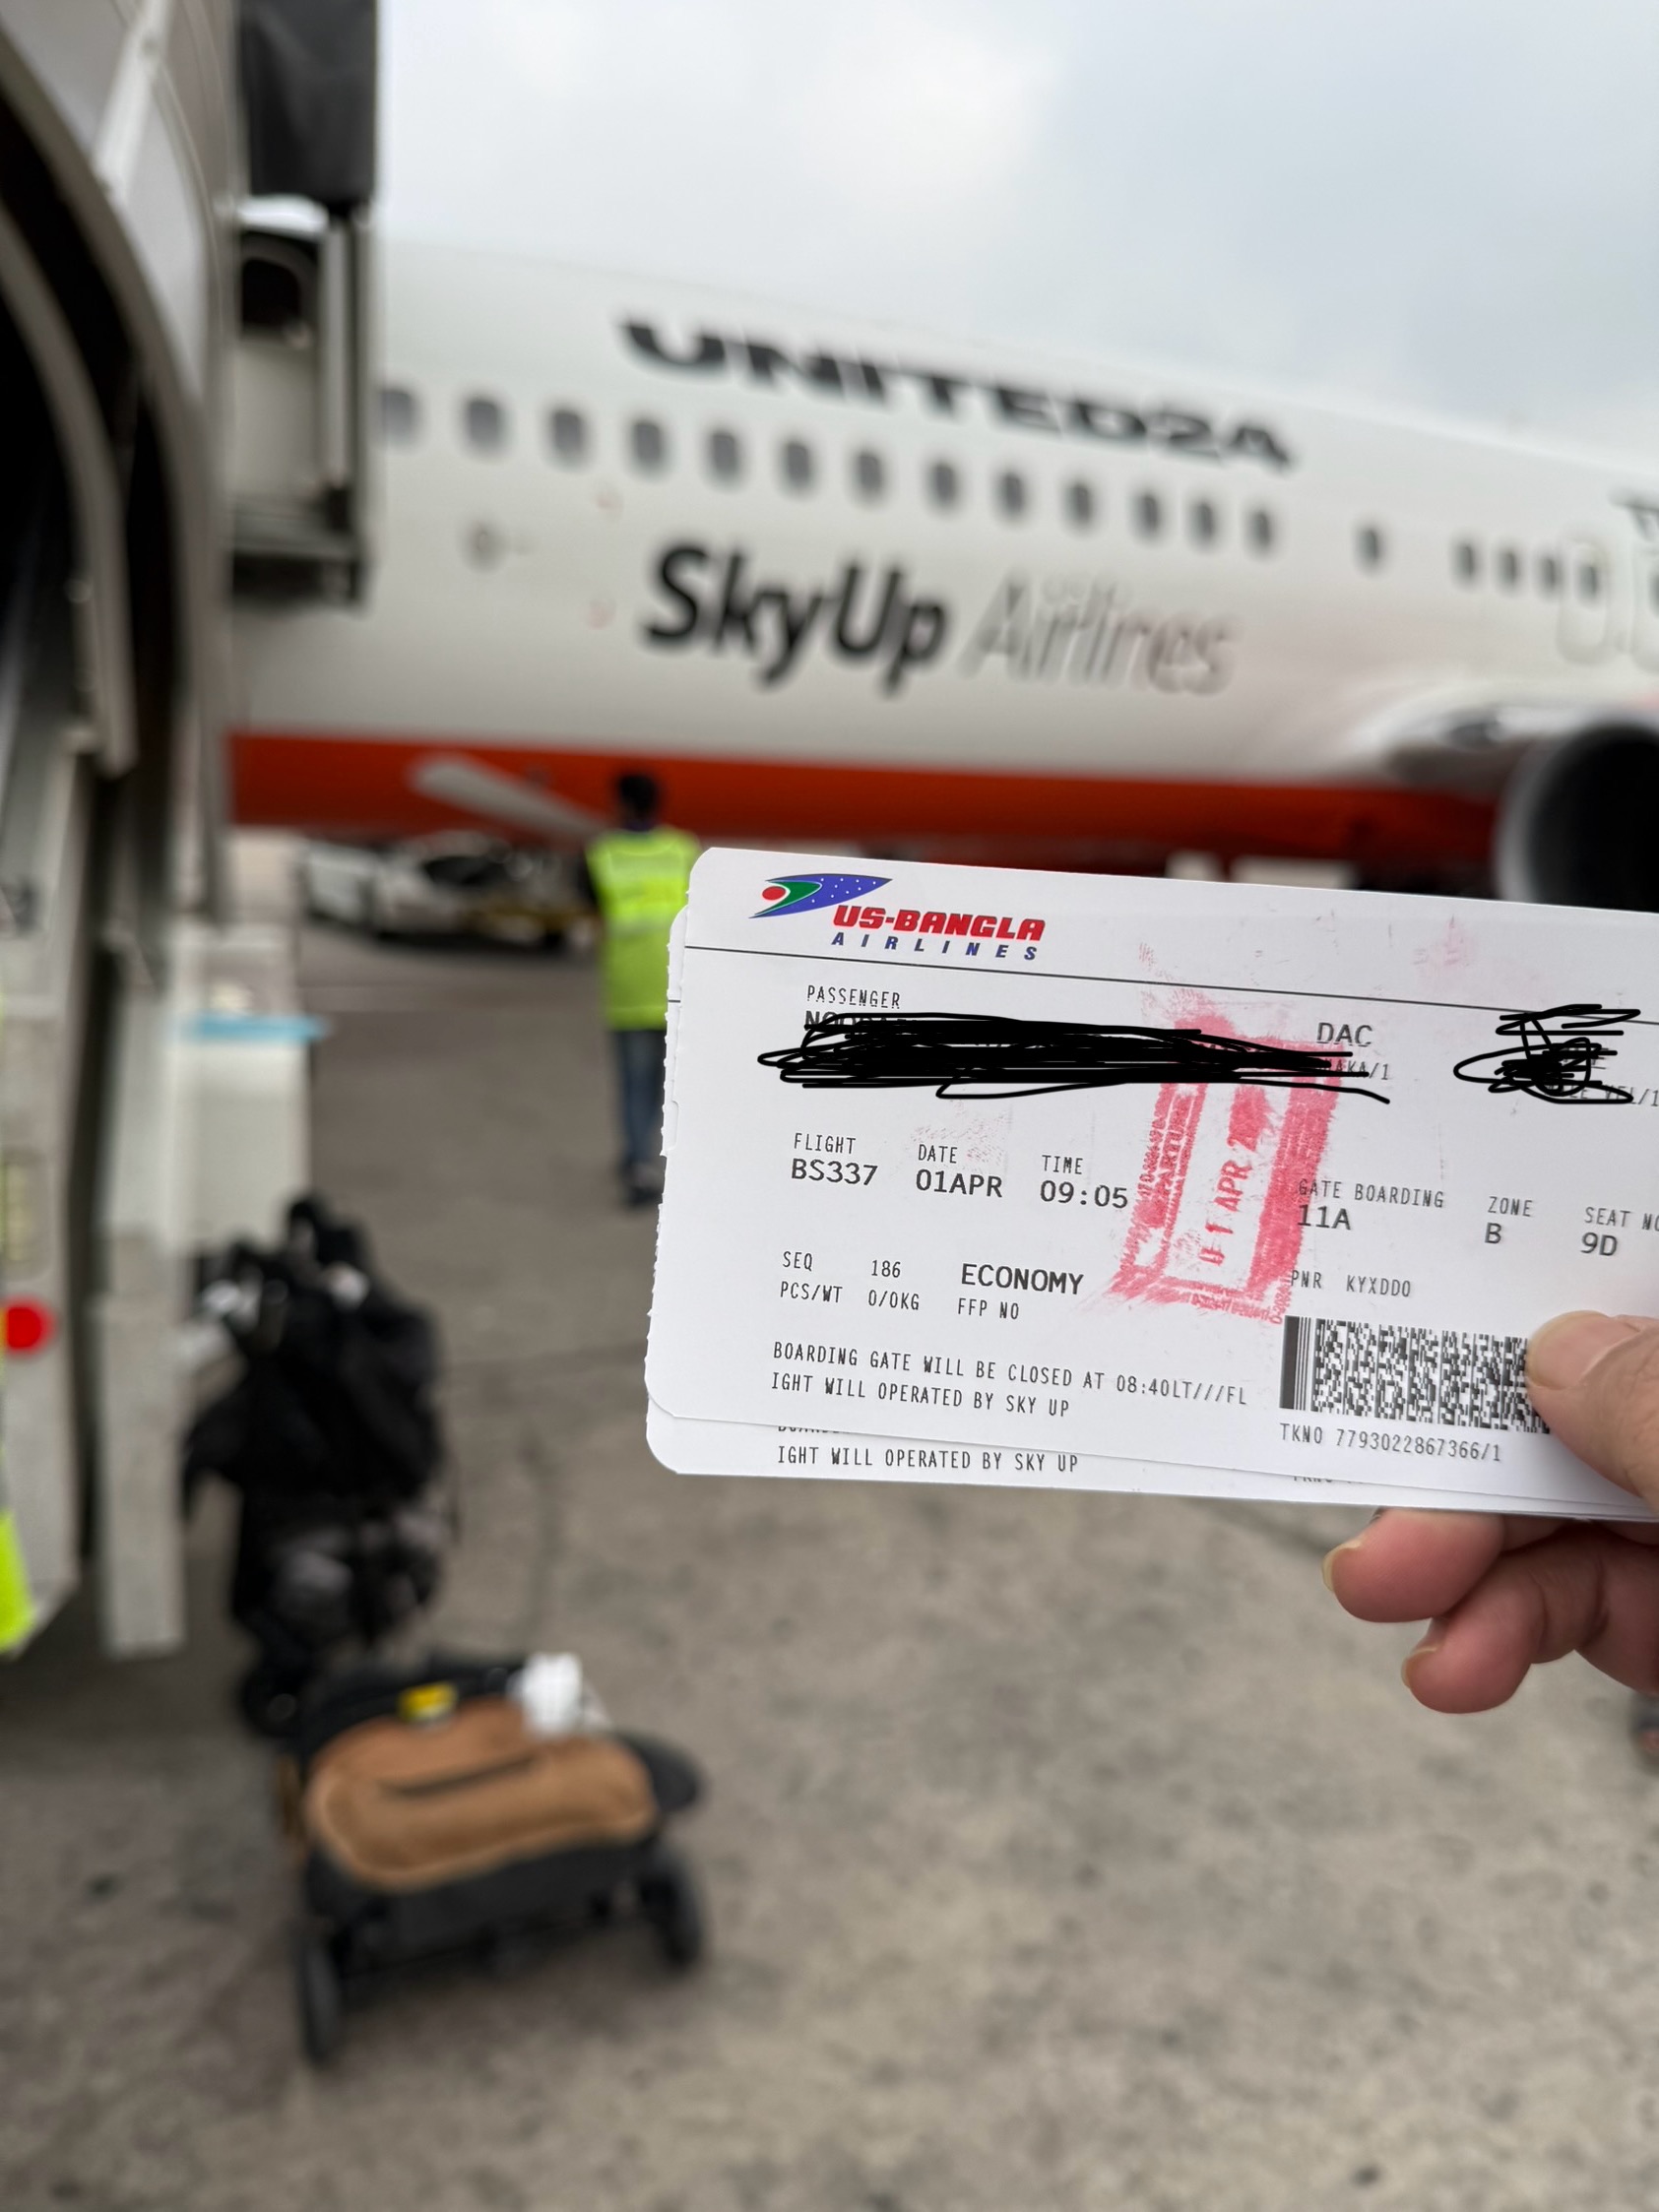 UNITED24
SkyUp Airlines
US-BANGLA
AIRLINES
PASSENGER
DAC
FLIGHT DATE TIME
BS337 01APR 09:05
GATE BOARDING ZONE SEAT NO
11A B 9D
01 APR
SEQ 186 ECONOMY
PCS/WT 0/0KG FFP NO
PNR KYXDDO
BOARDING GATE WILL BE CLOSED AT 08:40LT///FL
IGHT WILL OPERATED BY SKY UP
TKNO 7793022867366/1
IGHT WILL OPERATED BY SKY UP